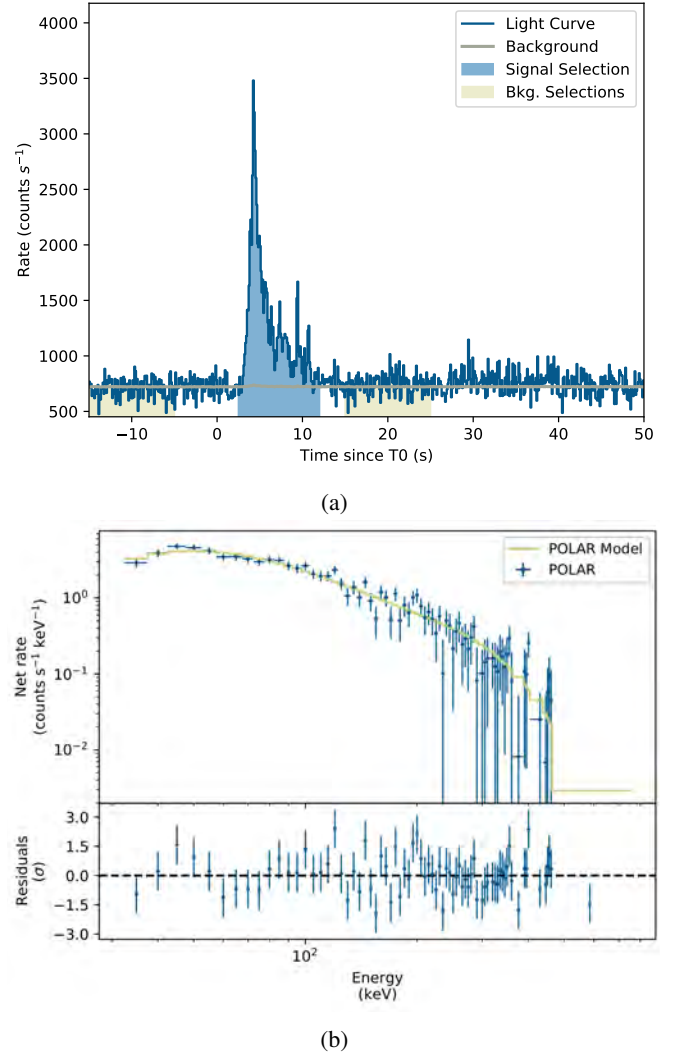 4000
3500
3000
2500
2000
1500
1000
500
Rate (counts s⁻¹)
Light Curve
Background
Signal Selection
Bkg. Selections
−10
0
10
20
30
40
50
Time since T0 (s)
(a)
10⁰
10⁻¹
10⁻²
Net rate
(counts s⁻¹ keV⁻¹)
POLAR Model
POLAR
3.0
1.5
0.0
−1.5
−3.0
Residuals
(σ)
10²
Energy
(keV)
(b)